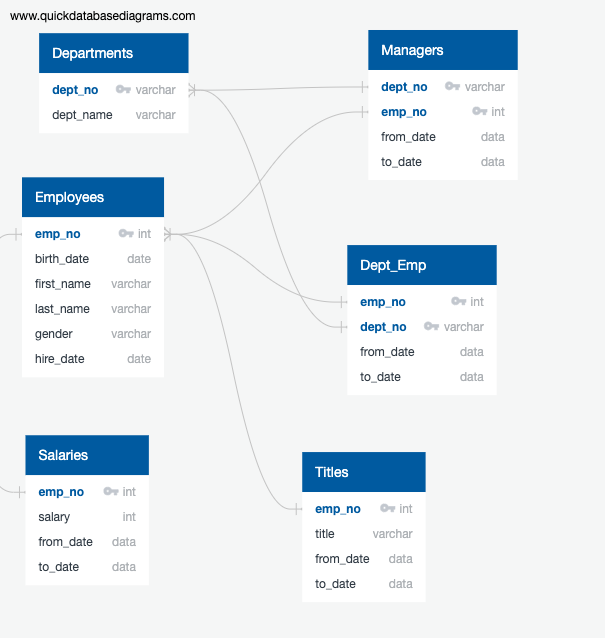 www.quickdatabasediagrams.com
Departments
dept_no varchar
dept_name varchar
Managers
dept_no varchar
emp_no int
from_date data
to_date data
Employees
emp_no int
birth_date date
first_name varchar
last_name varchar
gender varchar
hire_date date
Dept_Emp
emp_no int
dept_no varchar
from_date data
to_date data
Salaries
emp_no int
salary int
from_date data
to_date data
Titles
emp_no int
title varchar
from_date data
to_date data